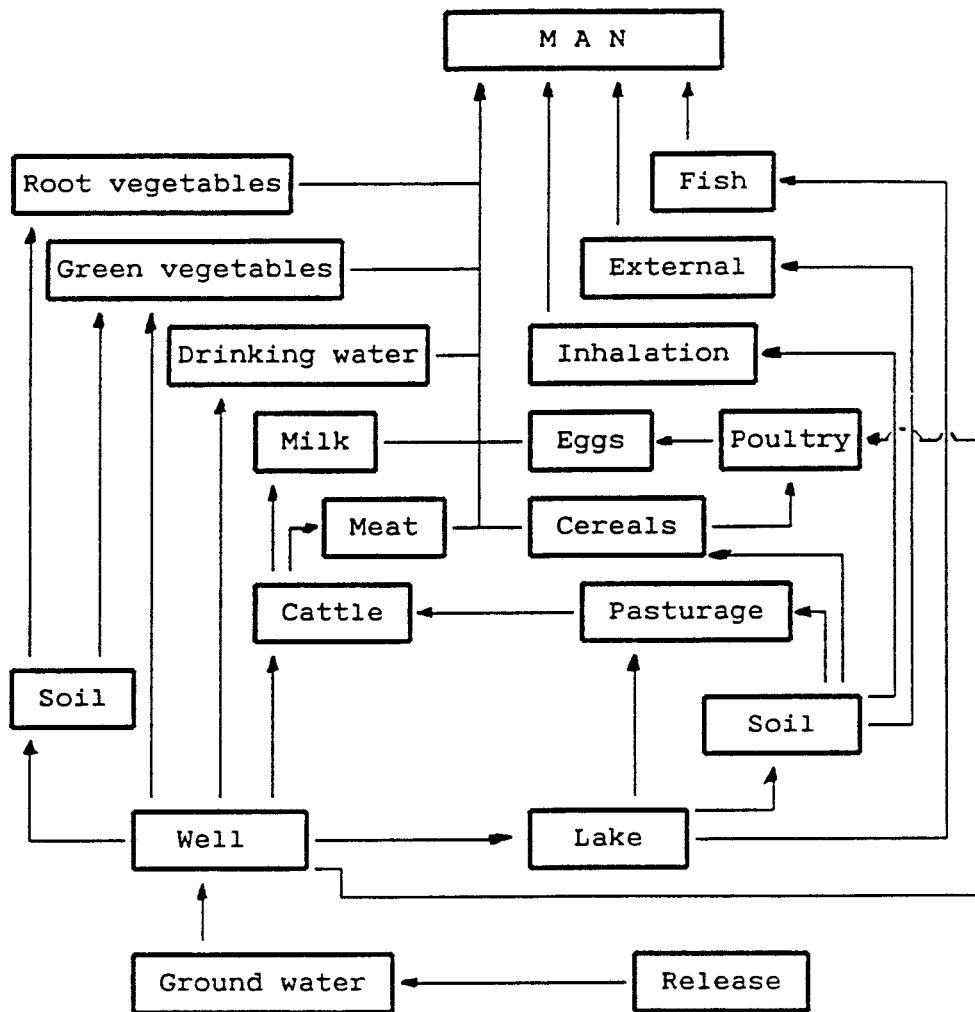 M A N
Root vegetables
Fish
Green vegetables
External
Drinking water
Inhalation
Milk
Eggs
Poultry
Meat
Cereals
Cattle
Pasturage
Soil
Soil
Well
Lake
Ground water
Release